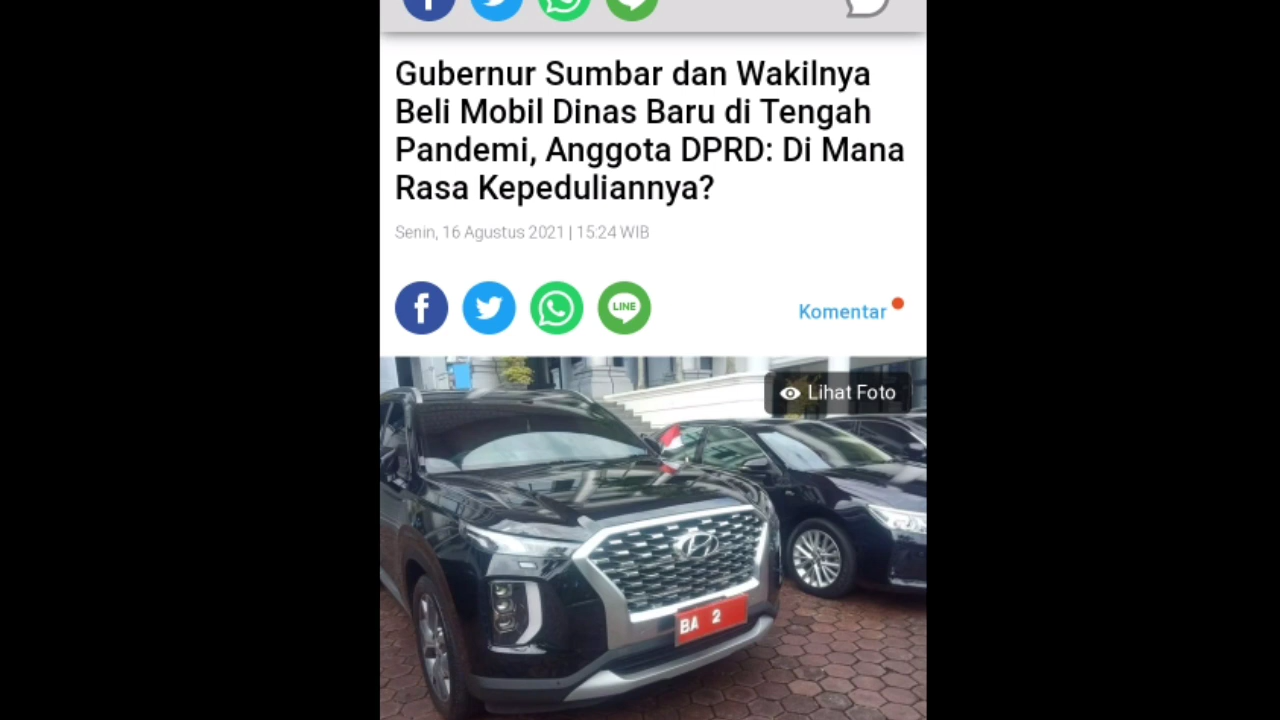 Gubernur Sumbar dan Wakilnya
Beli Mobil Dinas Baru di Tengah
Pandemi, Anggota DPRD: Di Mana
Rasa Kepeduliannya?
Senin, 16 Agustus 2021 | 15:24 WIB
LINE
Komentar
Lihat Foto
BA 2